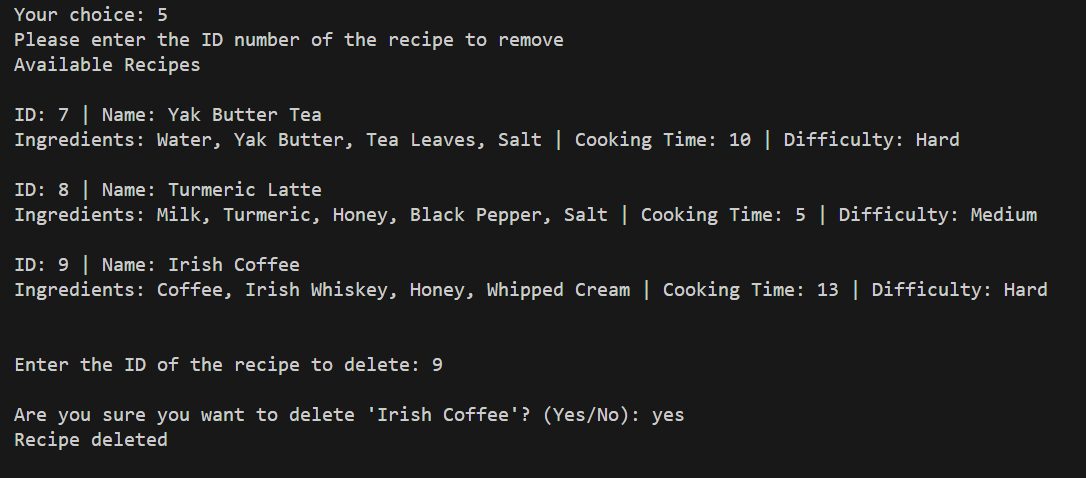 Your choice: 5
Please enter the ID number of the recipe to remove
Available Recipes
ID: 7 | Name: Yak Butter Tea
Ingredients: Water, Yak Butter, Tea Leaves, Salt | Cooking Time: 10 | Difficulty: Hard
ID: 8 | Name: Turmeric Latte
Ingredients: Milk, Turmeric, Honey, Black Pepper, Salt | Cooking Time: 5 | Difficulty: Medium
ID: 9 | Name: Irish Coffee
Ingredients: Coffee, Irish Whiskey, Honey, Whipped Cream | Cooking Time: 13 | Difficulty: Hard
Enter the ID of the recipe to delete: 9
Are you sure you want to delete 'Irish Coffee'? (Yes/No): yes
Recipe deleted